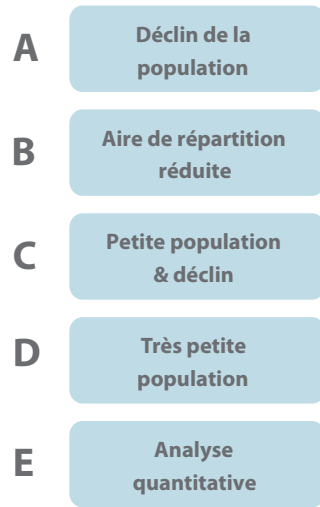 A
Déclin de la
population
B
Aire de répartition
réduite
C
Petite population
& déclin
D
Très petite
population
E
Analyse
quantitative